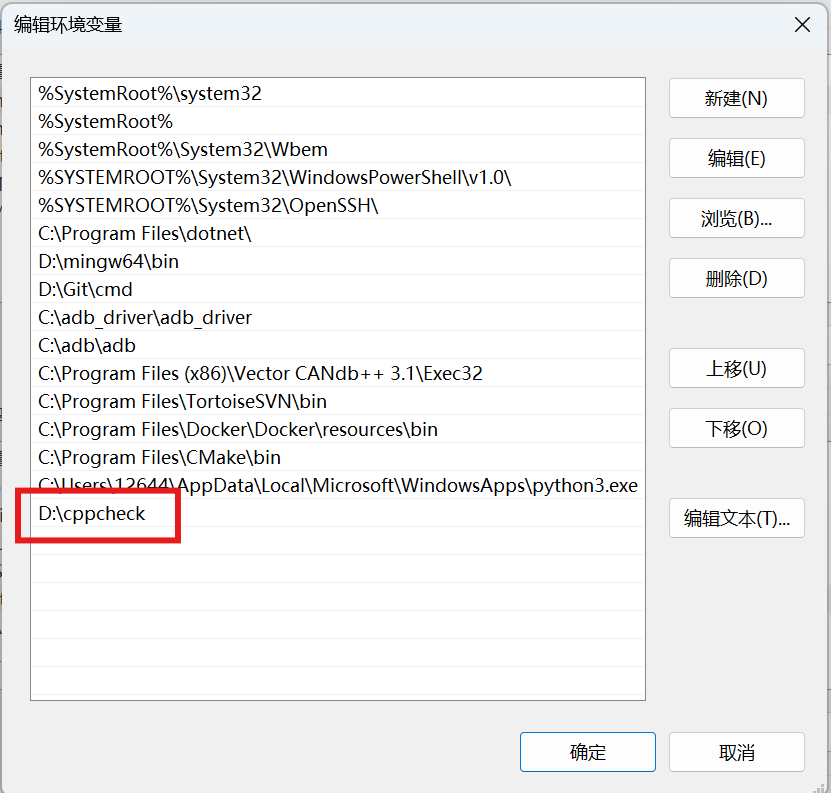 编辑环境变量
%SystemRoot%\system32
%SystemRoot%
%SystemRoot%\System32\Wbem
%SYSTEMROOT%\System32\WindowsPowerShell\v1.0\
%SYSTEMROOT%\System32\OpenSSH\
C:\Program Files\dotnet\
D:\mingw64\bin
D:\Git\cmd
C:\adb_driver\adb_driver
C:\adb\adb
C:\Program Files (x86)\Vector CANdb++ 3.1\Exec32
C:\Program Files\TortoiseSVN\bin
C:\Program Files\Docker\Docker\resources\bin
C:\Program Files\CMake\bin
C:\Users\12644\AppData\Local\Microsoft\WindowsApps\python3.exe
D:\cppcheck
新建(N)
编辑(E)
浏览(B)...
删除(D)
上移(U)
下移(O)
编辑文本(T)...
确定
取消